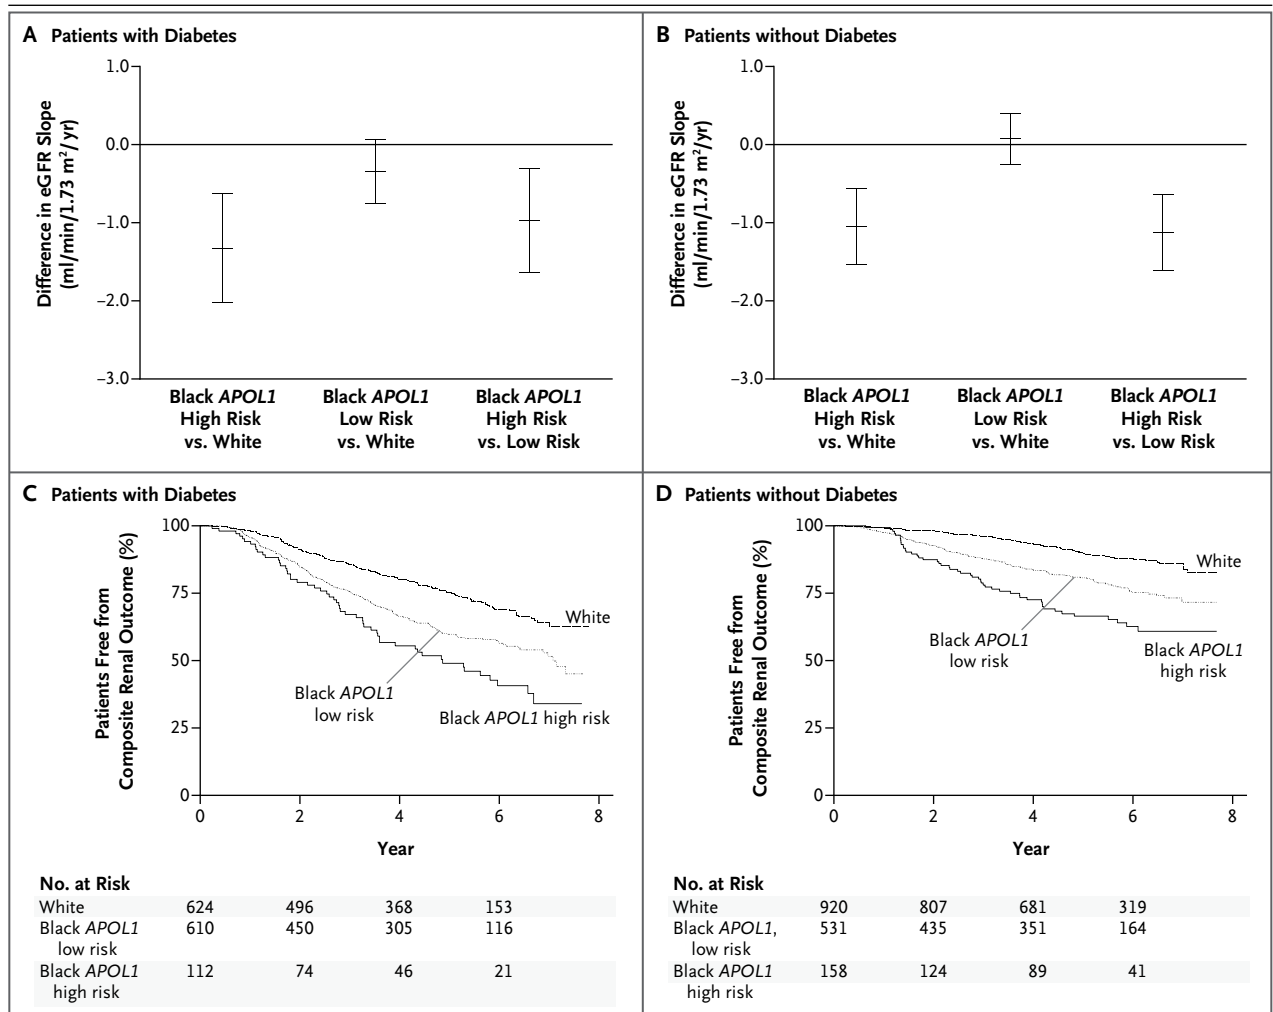 A Patients with Diabetes
1.0
0.0
−1.0
−2.0
−3.0
Difference in eGFR Slope
(ml/min/1.73 m²/yr)
Black APOL1
High Risk
vs. White
Black APOL1
Low Risk
vs. White
Black APOL1
High Risk
vs. Low Risk
B Patients without Diabetes
1.0
0.0
−1.0
−2.0
−3.0
Difference in eGFR Slope
(ml/min/1.73 m²/yr)
Black APOL1
High Risk
vs. White
Black APOL1
Low Risk
vs. White
Black APOL1
High Risk
vs. Low Risk
C Patients with Diabetes
100
75
50
25
0
Patients Free from
Composite Renal Outcome (%)
White
Black APOL1
low risk
Black APOL1 high risk
0 2 4 6 8
Year
No. at Risk
White 624 496 368 153
Black APOL1 610 450 305 116
low risk
Black APOL1 112 74 46 21
high risk
D Patients without Diabetes
100
75
50
25
0
Patients Free from
Composite Renal Outcome (%)
White
Black APOL1
low risk
Black APOL1
high risk
0 2 4 6 8
Year
No. at Risk
White 920 807 681 319
Black APOL1, 531 435 351 164
low risk
Black APOL1 158 124 89 41
high risk